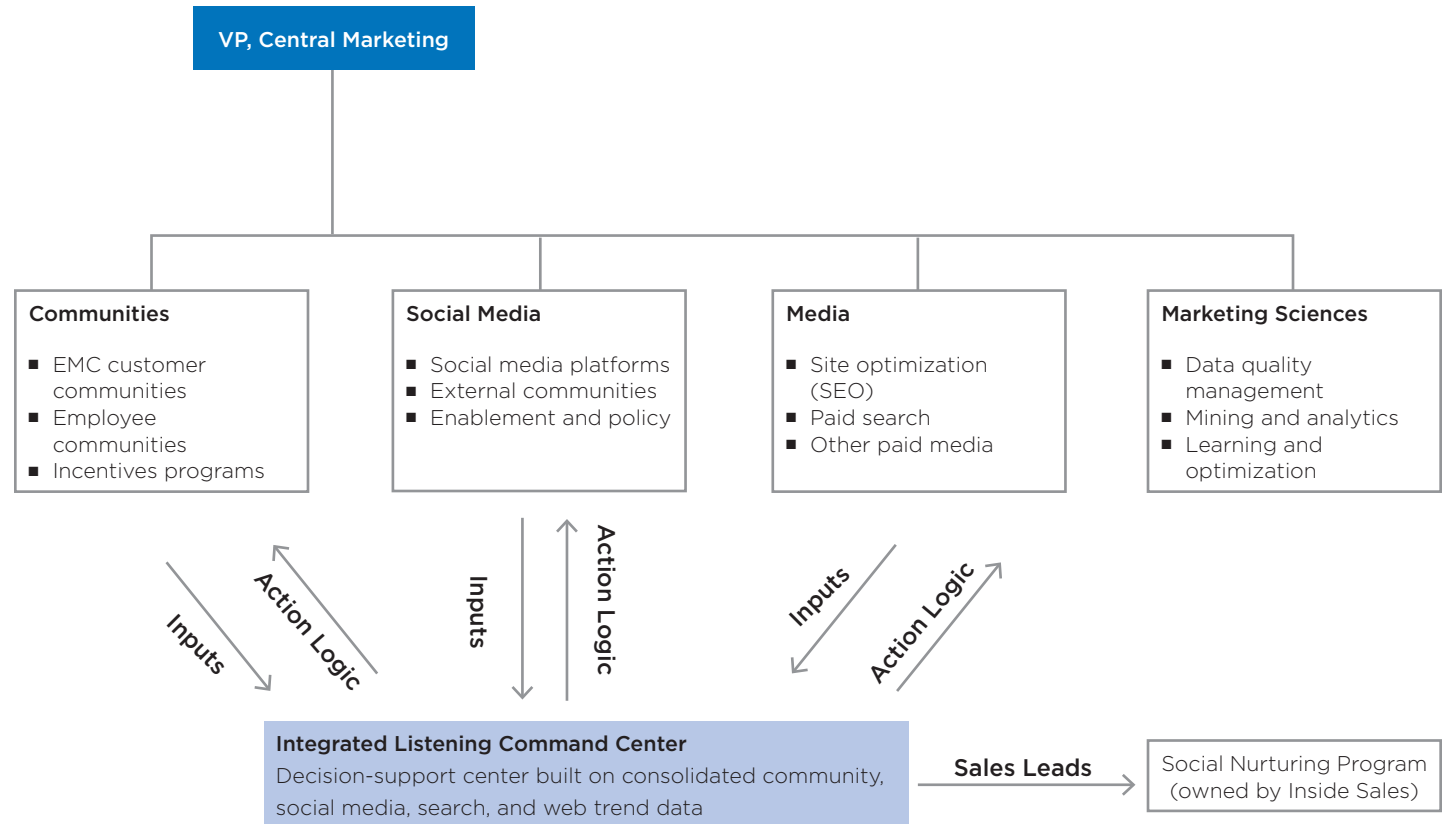 VP, Central Marketing
Communities
■ EMC customer
communities
■ Employee
communities
■ Incentives programs
Social Media
■ Social media platforms
■ External communities
■ Enablement and policy
Media
■ Site optimization
(SEO)
■ Paid search
■ Other paid media
Marketing Sciences
■ Data quality
management
■ Mining and analytics
■ Learning and
optimization
Inputs
Action Logic
Inputs
Action Logic
Inputs
Action Logic
Integrated Listening Command Center
Decision-support center built on consolidated community,
social media, search, and web trend data
Sales Leads
Social Nurturing Program
(owned by Inside Sales)